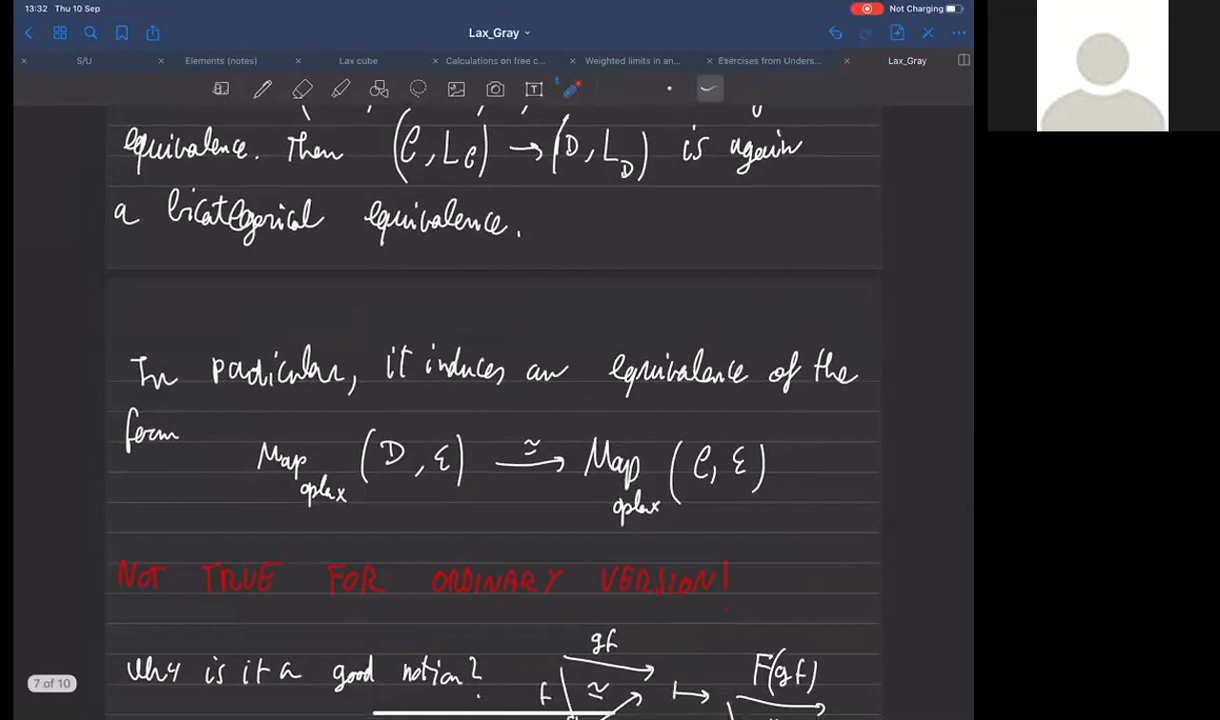 13:32 Thu 10 Sep
Not Charging
Lax_Gray
S/U
Elements (notes)
Lax cube
Calculations on free c...
Weighted limits in an...
Exercises from Unders...
Lax_Gray
equivalence. Then (C, L_C) → (D, L_D) is again
a bicategorical equivalence.
In particular, it induces an equivalence of the
form
Map_oplax (D, E) ≅→ Map_oplax (C, E)
NOT TRUE FOR ORDINARY VERSION!
gf
Why is it a good notion?
f ≅ ↦ F(gf)
7 of 10